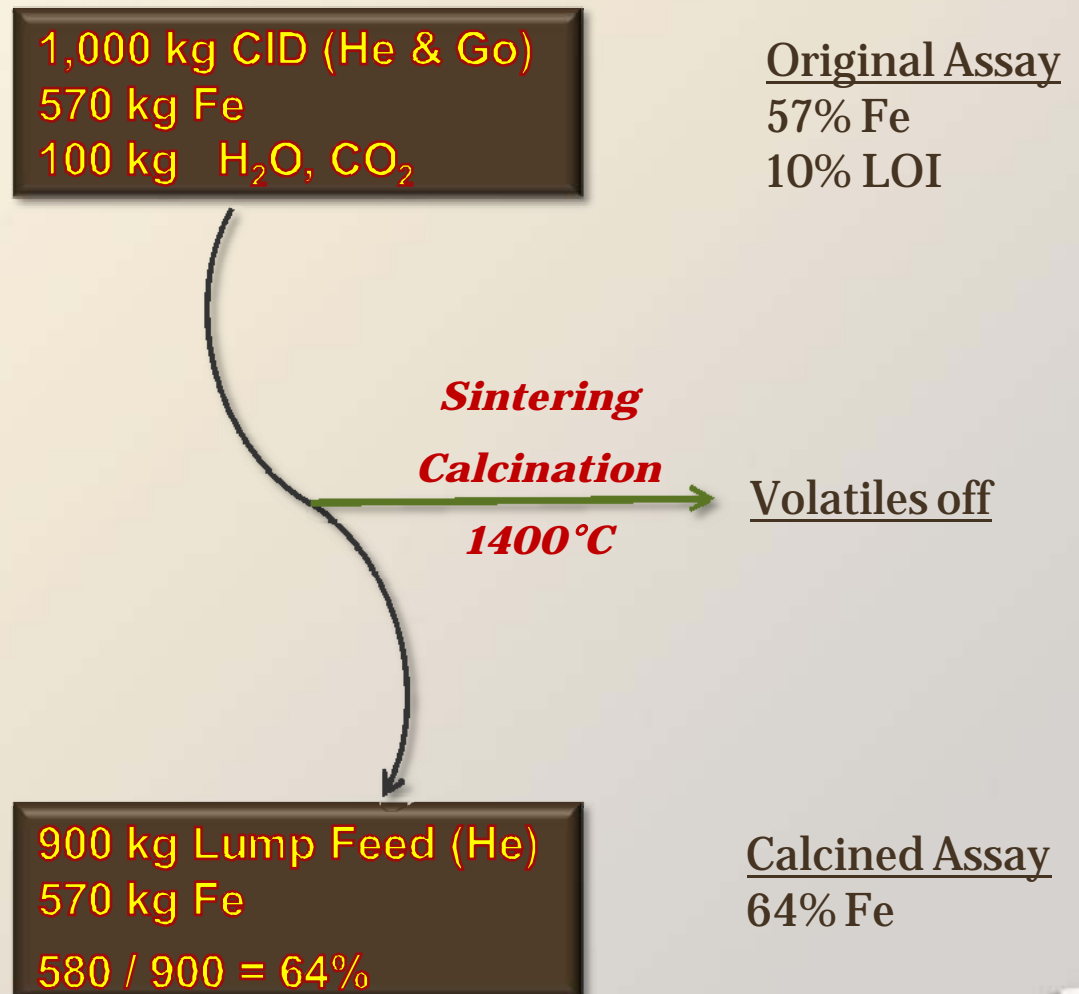 1,000 kg CID (He & Go)
570 kg Fe
100 kg H₂O, CO₂
Original Assay
57% Fe
10% LOI
Sintering
Calcination
1400°C
Volatiles off
900 kg Lump Feed (He)
570 kg Fe
580 / 900 = 64%
Calcined Assay
64% Fe